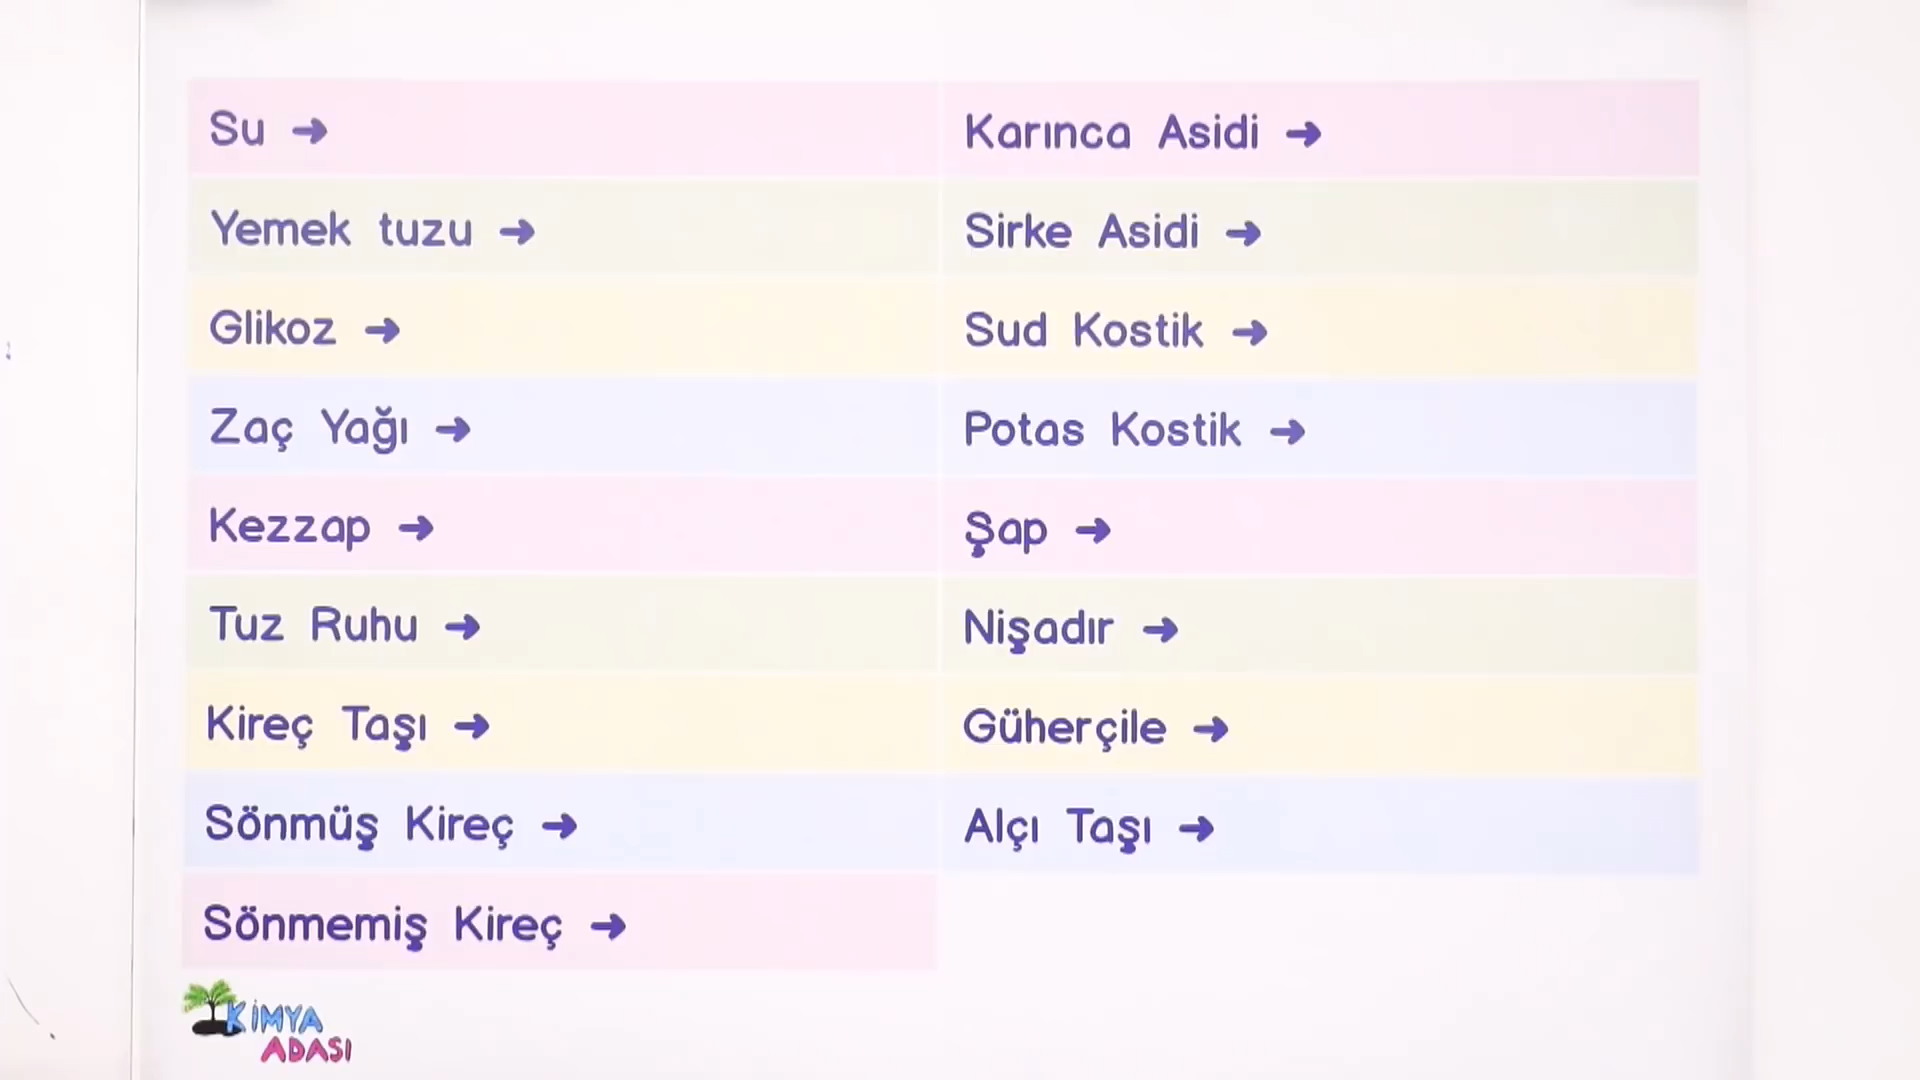 Su →
Yemek tuzu →
Glikoz →
Zaç Yağı →
Kezzap →
Tuz Ruhu →
Kireç Taşı →
Sönmüş Kireç →
Sönmemiş Kireç →
Karınca Asidi →
Sirke Asidi →
Sud Kostik →
Potas Kostik →
Şap →
Nişadır →
Güherçile →
Alçı Taşı →
KİMYA
ADASI